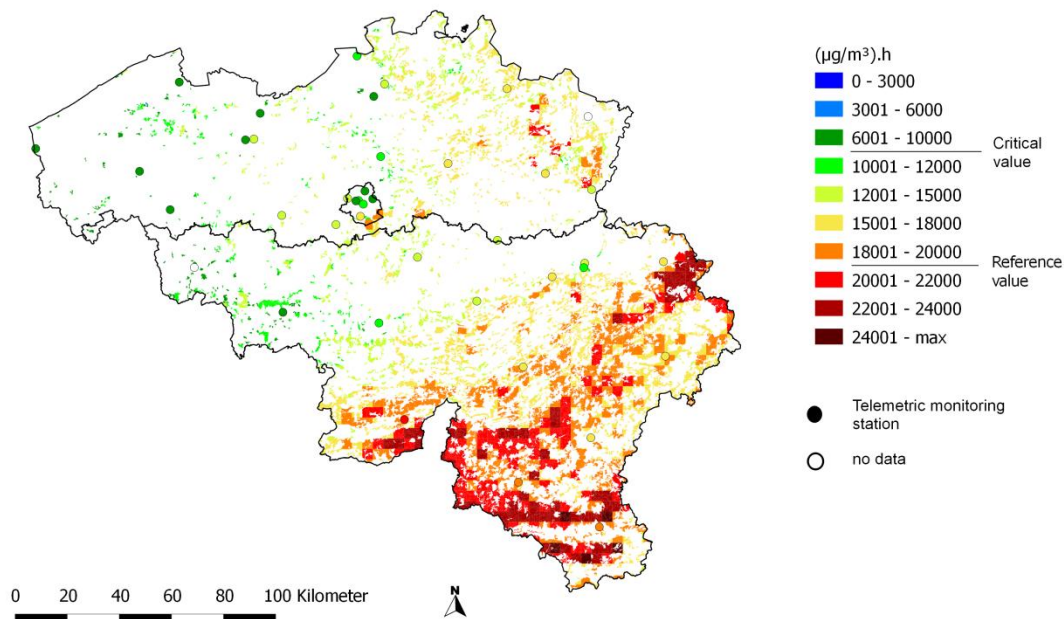 (µg/m³).h
0 - 3000
3001 - 6000
6001 - 10000
Critical
value
10001 - 12000
12001 - 15000
15001 - 18000
18001 - 20000
Reference
value
20001 - 22000
22001 - 24000
24001 - max
Telemetric monitoring
station
no data
0 20 40 60 80 100 Kilometer
N